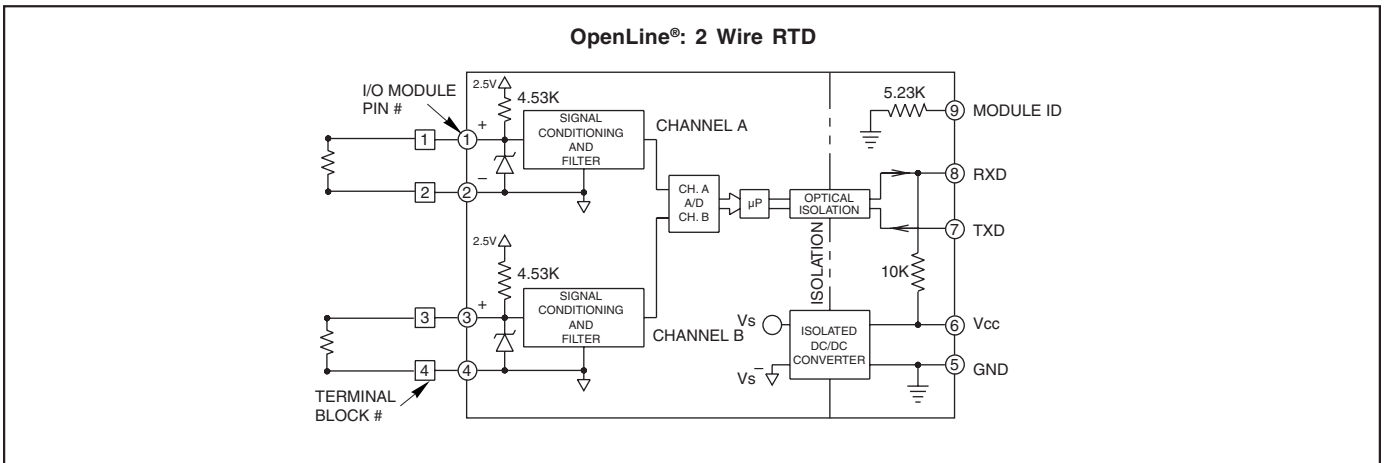 OpenLine®: 2 Wire RTD
I/O MODULE
PIN #
2.5V
4.53K
SIGNAL
CONDITIONING
AND
FILTER
CHANNEL A
1
1
+
2
2
–
5.23K
9
MODULE ID
CH. A
A/D
CH. B
µP
OPTICAL
ISOLATION
8
RXD
7
TXD
ISOLATION
10K
2.5V
4.53K
SIGNAL
CONDITIONING
AND
FILTER
CHANNEL B
3
3
+
4
4
TERMINAL
BLOCK #
Vs
Vs–
ISOLATED
DC/DC
CONVERTER
6
Vcc
5
GND